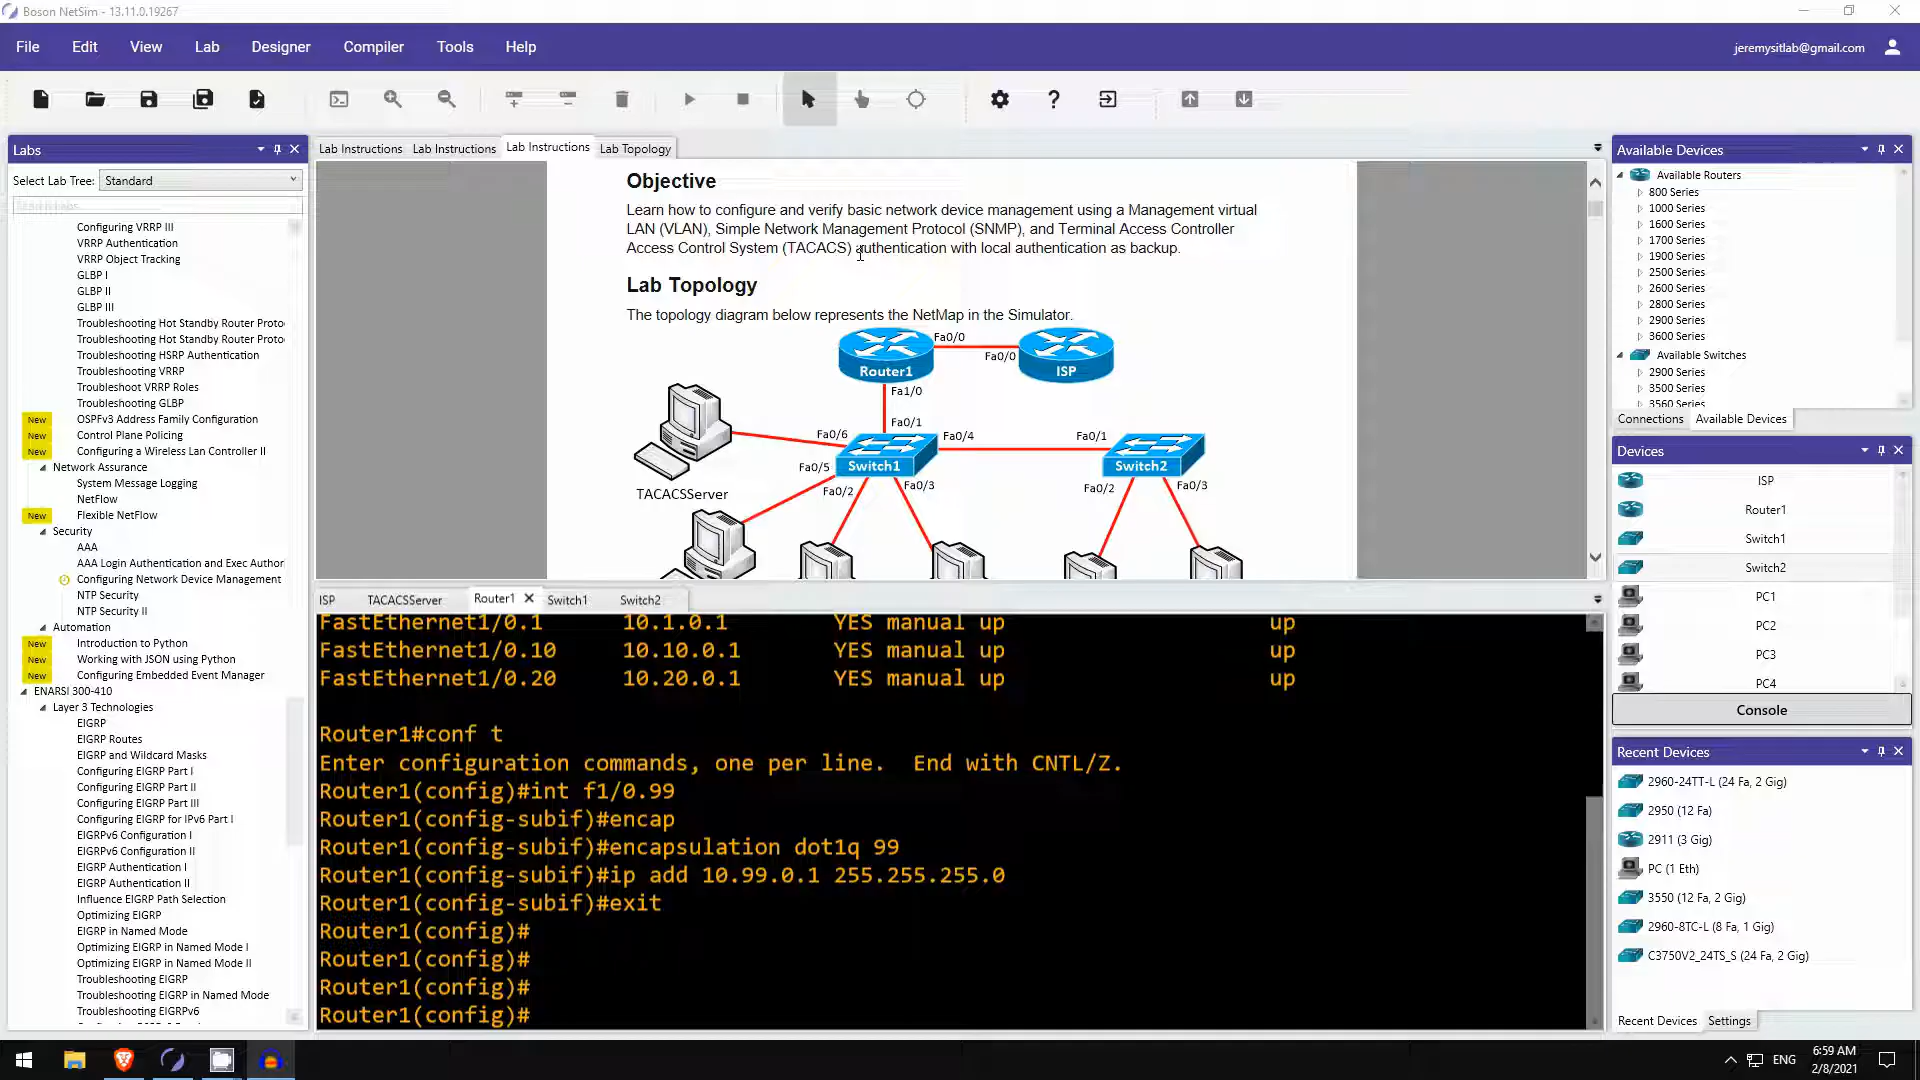 Boson NetSim - 13.11.0.19267
File
Edit
View
Lab
Designer
Compiler
Tools
Help
jeremysitlab@gmail.com
Labs
Select Lab Tree:
Standard
Search Labs
Configuring VRRP III
VRRP Authentication
VRRP Object Tracking
GLBP I
GLBP II
GLBP III
Troubleshooting Hot Standby Router Proto
Troubleshooting Hot Standby Router Proto
Troubleshooting HSRP Authentication
Troubleshooting VRRP
Troubleshoot VRRP Routers
Troubleshooting GLBP
New OSPFv3 Address Family Configuration
New Control Plane Policing
New Configuring a Wireless Lan Controller II
Network Assurance
System Message Logging
NetFlow
New Flexible NetFlow
Security
AAA
AAA Login Authentication and Exec Author
Configuring Network Device Management
NTP Security
NTP Security II
Automation
New Introduction to Python
New Working with JSON using Python
New Configuring Embedded Event Manager
ENARSI 300-410
Layer 3 Technologies
EIGRP
EIGRP Routes
EIGRP and Wildcard Masks
Configuring EIGRP Part I
Configuring EIGRP Part II
Configuring EIGRP Part III
Configuring EIGRP for IPv6 Part I
EIGRPv6 Configuration I
EIGRPv6 Configuration II
EIGRP Authentication I
EIGRP Authentication II
Influence EIGRP Path Selection
Optimizing EIGRP
EIGRP in Named Mode
Optimizing EIGRP in Named Mode I
Optimizing EIGRP in Named Mode II
Troubleshooting EIGRP
Troubleshooting EIGRP in Named Mode
Troubleshooting EIGRPv6
Lab Instructions
Lab Instructions
Lab Instructions
Lab Topology
Objective
Learn how to configure and verify basic network device management using a Management virtual
LAN (VLAN), Simple Network Management Protocol (SNMP), and Terminal Access Controller
Access Control System (TACACS) authentication with local authentication as backup.
Lab Topology
The topology diagram below represents the NetMap in the Simulator.
Fa0/0
Fa0/0
Router1
ISP
Fa1/0
Fa0/1
Fa0/6
Fa0/4
Fa0/1
Fa0/5
Switch1
Switch2
Fa0/2
Fa0/3
Fa0/2
Fa0/3
TACACSServer
ISP
TACACSServer
Router1
Switch1
Switch2
FastEthernet1/0.1 10.1.0.1 YES manual up up
FastEthernet1/0.10 10.10.0.1 YES manual up up
FastEthernet1/0.20 10.20.0.1 YES manual up up
Router1#conf t
Enter configuration commands, one per line. End with CNTL/Z.
Router1(config)#int f1/0.99
Router1(config-subif)#encap
Router1(config-subif)#encapsulation dot1q 99
Router1(config-subif)#ip add 10.99.0.1 255.255.255.0
Router1(config-subif)#exit
Router1(config)#
Router1(config)#
Router1(config)#
Router1(config)#
Available Devices
Available Routers
800 Series
1000 Series
1600 Series
1700 Series
1900 Series
2500 Series
2600 Series
2800 Series
2900 Series
3600 Series
Available Switches
2900 Series
3500 Series
3560 Series
Connections
Available Devices
Devices
ISP
Router1
Switch1
Switch2
PC1
PC2
PC3
PC4
Console
Recent Devices
2960-24TT-L (24 Fa, 2 Gig)
2950 (12 Fa)
2911 (3 Gig)
PC (1 Eth)
3550 (12 Fa, 2 Gig)
2960-8TC-L (8 Fa, 1 Gig)
C3750V2_24TS_S (24 Fa, 2 Gig)
Recent Devices
Settings
ENG
6:59 AM
2/8/2021